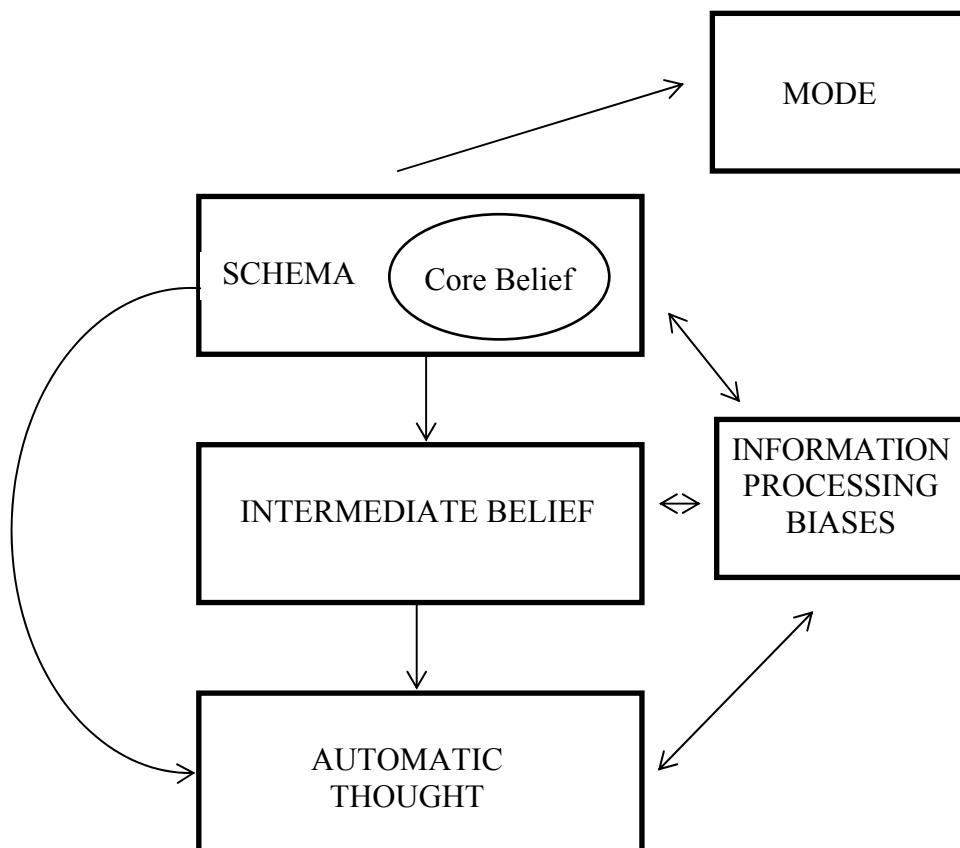 MODE
SCHEMA
Core Belief
INTERMEDIATE BELIEF
INFORMATION
PROCESSING
BIASES
AUTOMATIC
THOUGHT